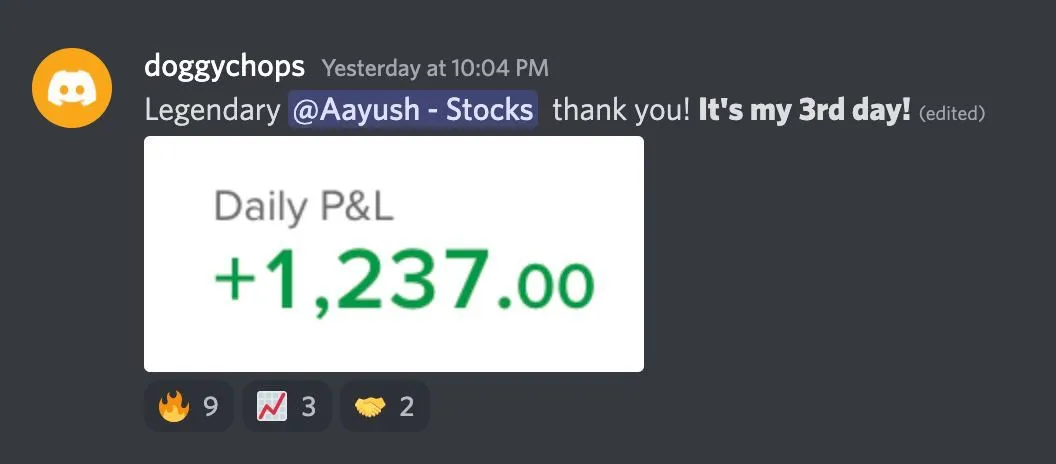 doggychops Yesterday at 10:04 PM
Legendary @Aayush - Stocks thank you! It's my 3rd day! (edited)
Daily P&L
+1,237.00
🔥 9 📈 3 🤝 2